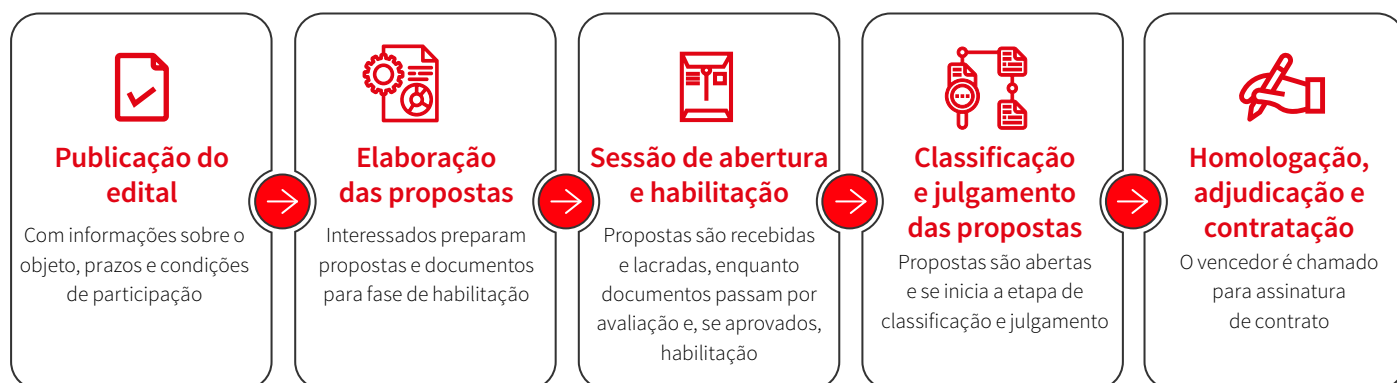 Publicação do
edital
Com informações sobre o
objeto, prazos e condições
de participação
Elaboração
das propostas
Interessados preparam
propostas e documentos
para fase de habilitação
Sessão de abertura
e habilitação
Propostas são recebidas
e lacradas, enquanto
documentos passam por
avaliação e, se aprovados,
habilitação
Classificação
e julgamento
das propostas
Propostas são abertas
e se inicia a etapa de
classificação e julgamento
Homologação,
adjudicação e
contratação
O vencedor é chamado
para assinatura
de contrato